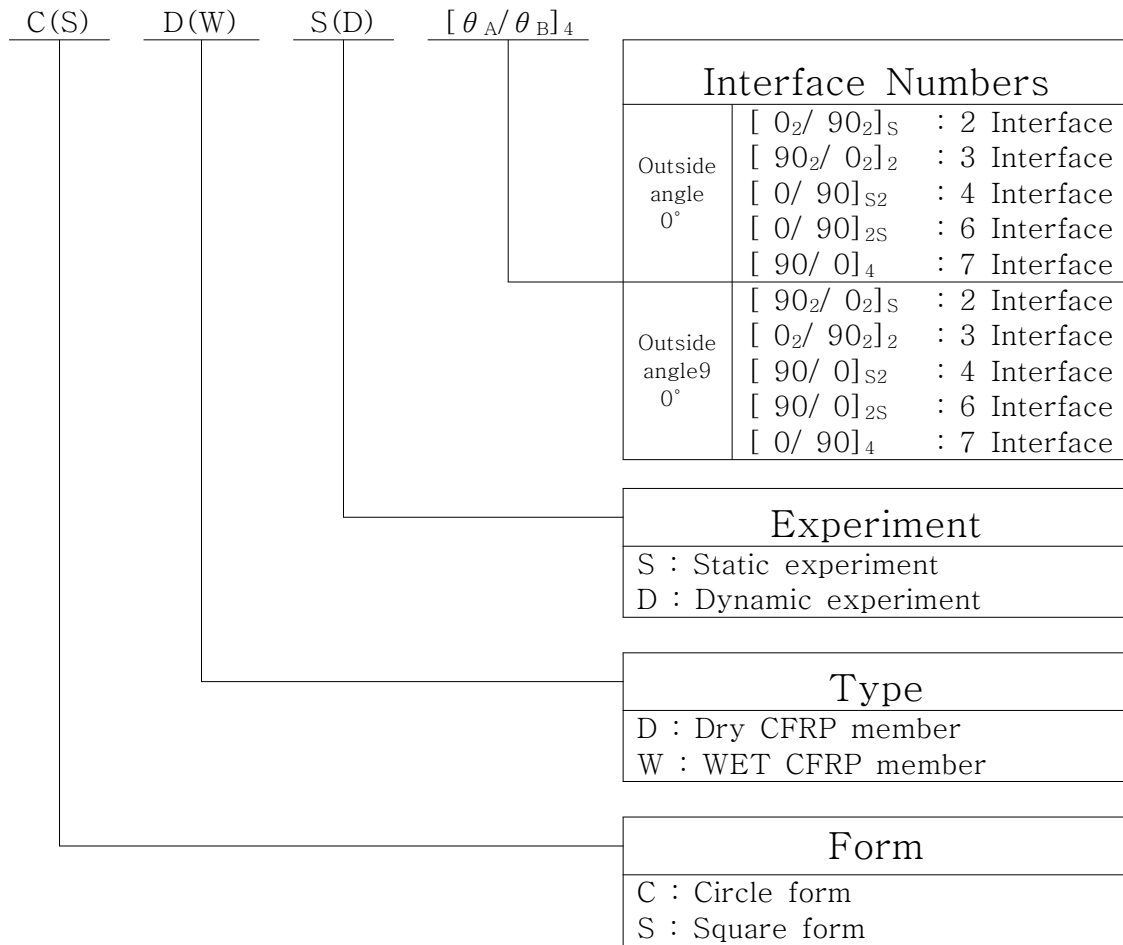 C(S) D(W) S(D) [θA/θB]4
Interface Numbers
Outside
angle
0°
[ 0₂/ 90₂]S : 2 Interface
[ 90₂/ 0₂]₂ : 3 Interface
[ 0/ 90]S2 : 4 Interface
[ 0/ 90]2S : 6 Interface
[ 90/ 0]₄ : 7 Interface
Outside
angle9
0°
[ 90₂/ 0₂]S : 2 Interface
[ 0₂/ 90₂]₂ : 3 Interface
[ 90/ 0]S2 : 4 Interface
[ 90/ 0]2S : 6 Interface
[ 0/ 90]₄ : 7 Interface
Experiment
S : Static experiment
D : Dynamic experiment
Type
D : Dry CFRP member
W : WET CFRP member
Form
C : Circle form
S : Square form